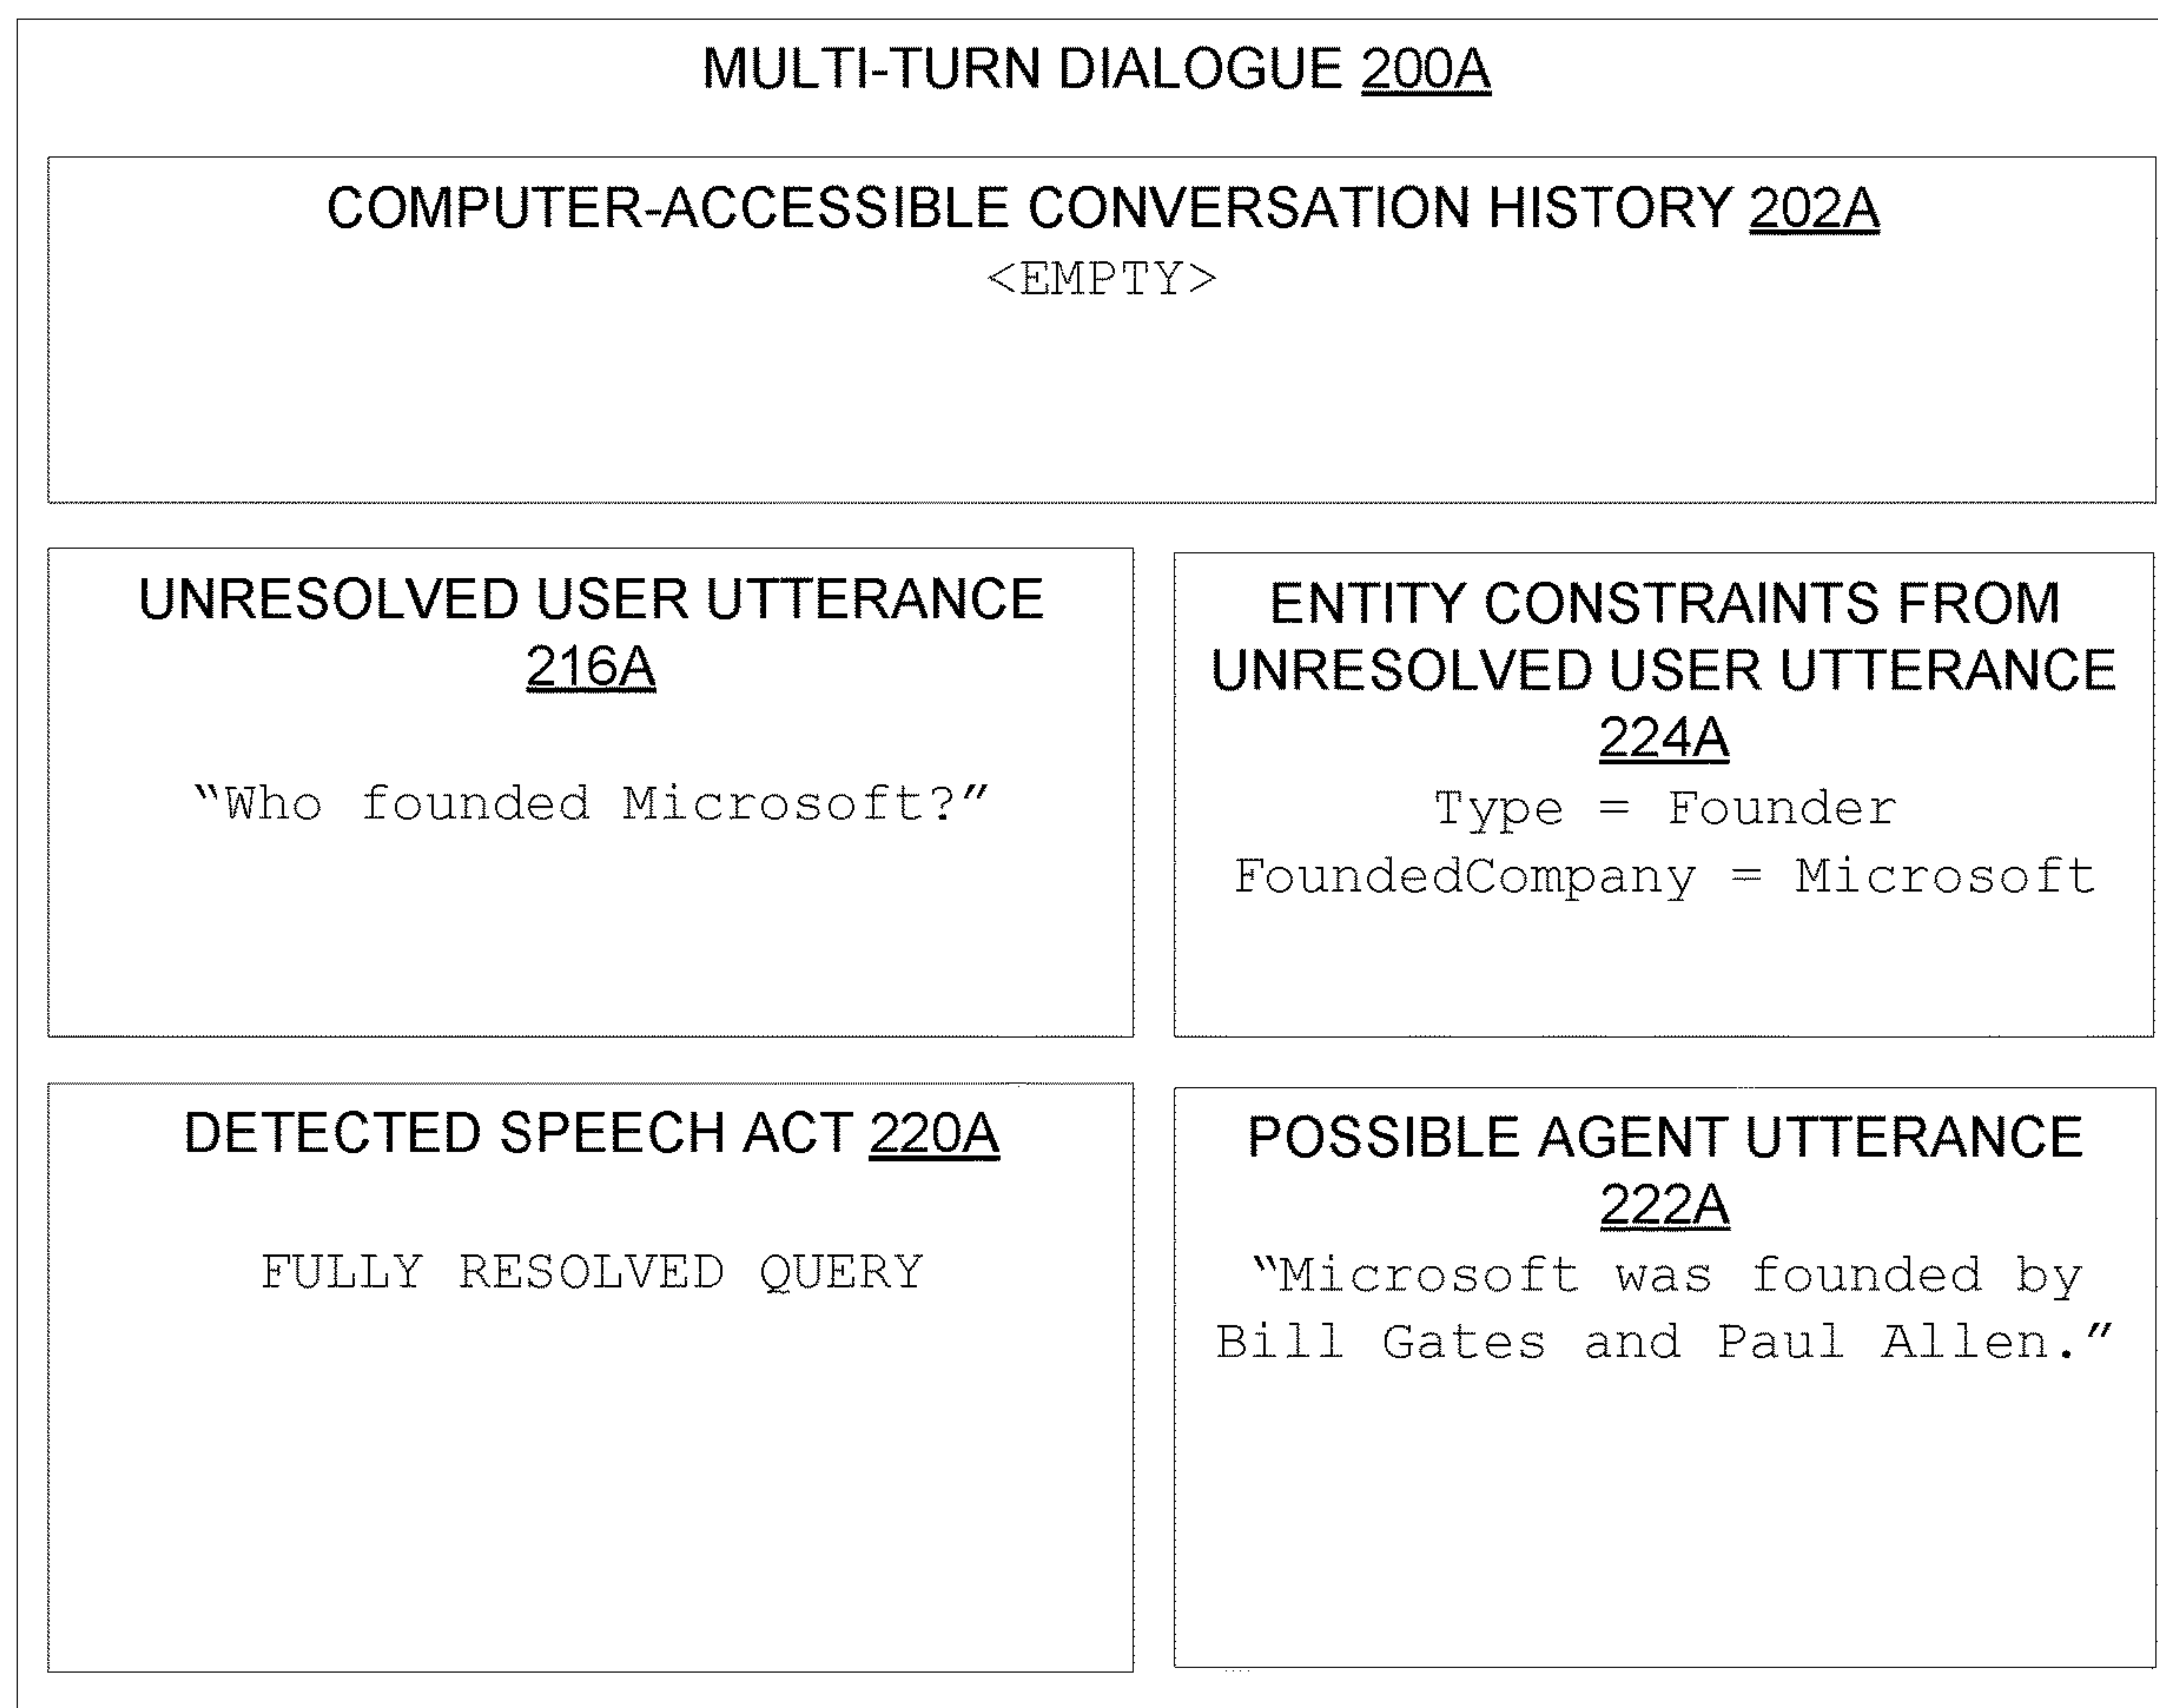 MULTI-TURN DIALOGUE 200A
COMPUTER-ACCESSIBLE CONVERSATION HISTORY 202A
<EMPTY>
UNRESOLVED USER UTTERANCE
216A
“Who founded Microsoft?”
ENTITY CONSTRAINTS FROM
UNRESOLVED USER UTTERANCE
224A
Type = Founder
FoundedCompany = Microsoft
DETECTED SPEECH ACT 220A
FULLY RESOLVED QUERY
POSSIBLE AGENT UTTERANCE
222A
“Microsoft was founded by
Bill Gates and Paul Allen.”